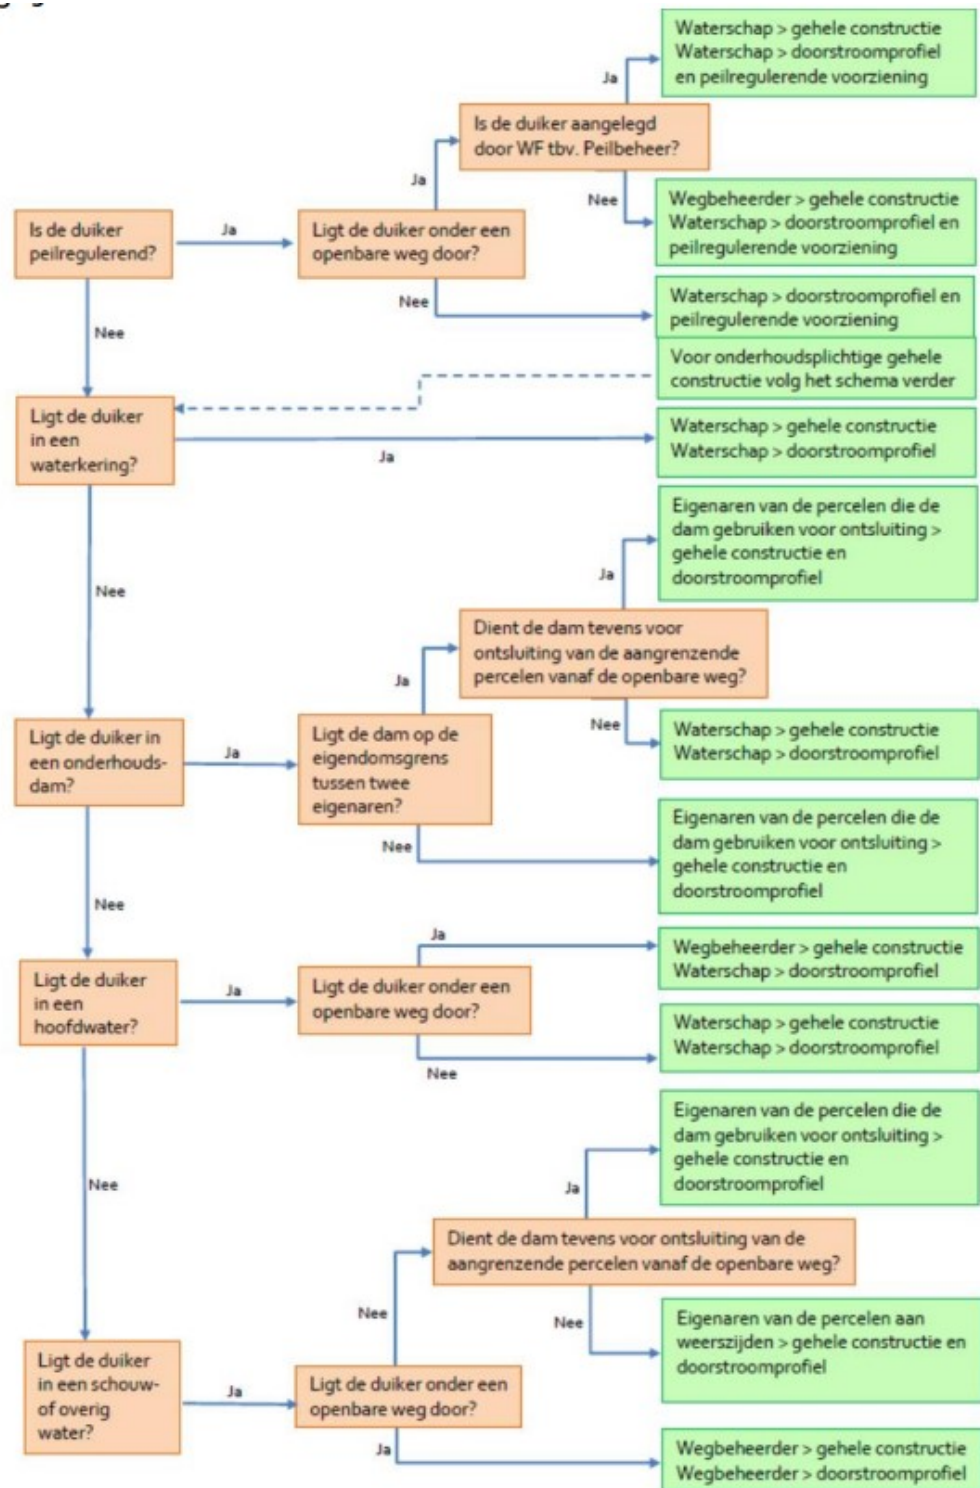 Waterschap > gehele constructie
Waterschap > doorstroomprofiel
en peilregulerende voorziening
Ja
Is de duiker aangelegd
door WF tbv. Peilbeheer?
Ja
Nee
Wegbeheerder > gehele constructie
Waterschap > doorstroomprofiel en
peilregulerende voorziening
Is de duiker
peilregulerend?
Ja
Ligt de duiker onder een
openbare weg door?
Nee
Waterschap > doorstroomprofiel en
peilregulerende voorziening
Nee
Voor onderhoudsplichtige gehele
constructie volg het schema verder
Ligt de duiker
in een
waterkering?
Ja
Waterschap > gehele constructie
Waterschap > doorstroomprofiel
Nee
Eigenaren van de percelen die de
dam gebruiken voor ontsluiting >
gehele constructie en
doorstroomprofiel
Ja
Dient de dam tevens voor
ontsluiting van de aangrenzende
percelen vanaf de openbare weg?
Ja
Nee
Waterschap > gehele constructie
Waterschap > doorstroomprofiel
Ligt de duiker in
een onderhouds-
dam?
Ja
Ligt de dam op de
eigendomsgrens
tussen twee
eigenaren?
Nee
Eigenaren van de percelen die de
dam gebruiken voor ontsluiting >
gehele constructie en
doorstroomprofiel
Nee
Ja
Wegbeheerder > gehele constructie
Waterschap > doorstroomprofiel
Ligt de duiker
in een
hoofdwater?
Ja
Ligt de duiker onder een
openbare weg door?
Nee
Waterschap > gehele constructie
Waterschap > doorstroomprofiel
Nee
Eigenaren van de percelen die de
dam gebruiken voor ontsluiting >
gehele constructie en
doorstroomprofiel
Ja
Dient de dam tevens voor ontsluiting van de
aangrenzende percelen vanaf de openbare weg?
Nee
Nee
Eigenaren van de percelen aan
weerszijden > gehele constructie en
doorstroomprofiel
Ligt de duiker
in een schouw-
of overig
water?
Ja
Ligt de duiker onder een
openbare weg door?
Ja
Wegbeheerder > gehele constructie
Wegbeheerder > doorstroomprofiel